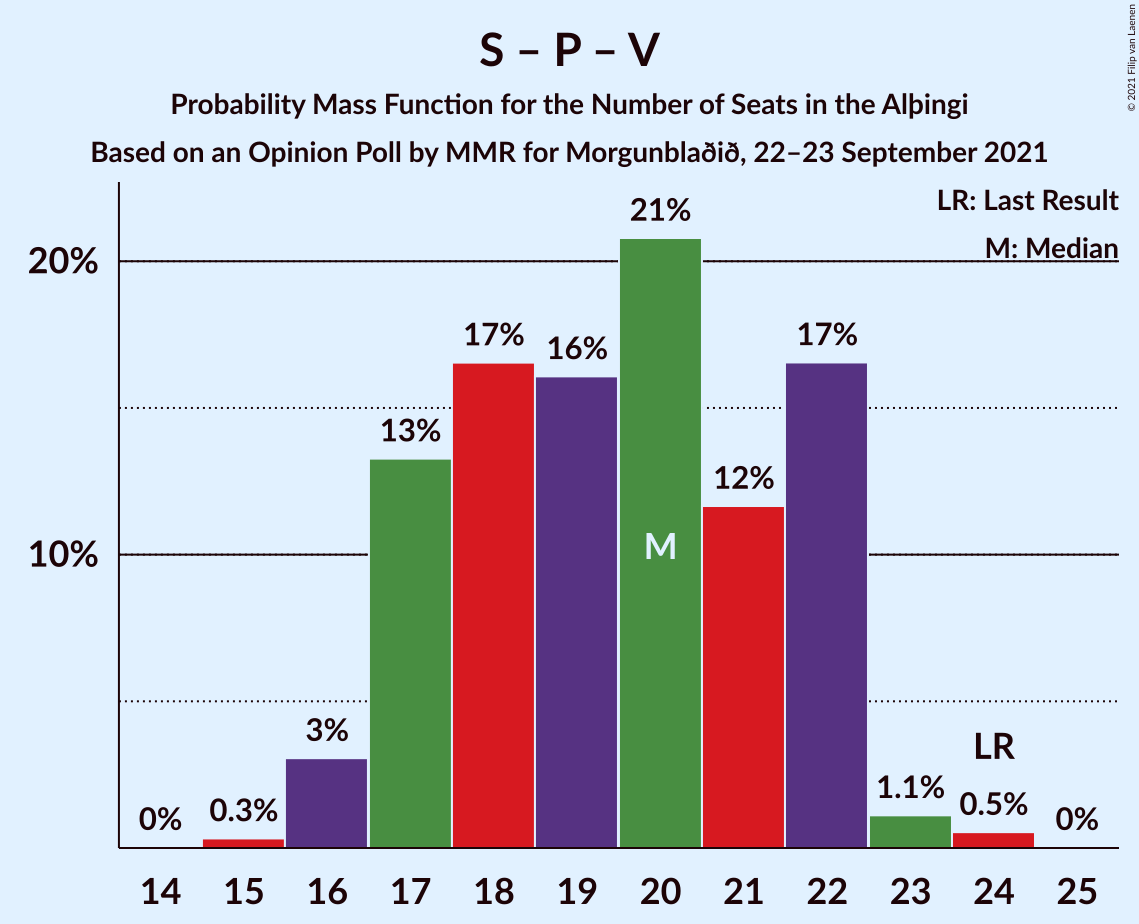 S – P – V
Probability Mass Function for the Number of Seats in the Alþingi
Based on an Opinion Poll by MMR for Morgunblaðið, 22–23 September 2021
© 2021 Filip van Laenen
LR: Last Result
M: Median
20%
10%
0%
0.3%
3%
13%
17%
16%
21%
12%
17%
1.1%
0.5%
0%
M
LR
14 15 16 17 18 19 20 21 22 23 24 25